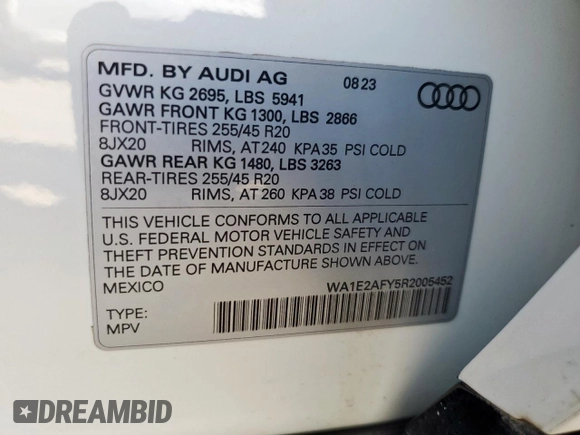 MFD. BY AUDI AG 08 23
GVWR KG 2695, LBS 5941
GAWR FRONT KG 1300, LBS 2866
FRONT-TIRES 255/45 R20
8JX20 RIMS, AT 240 KPA 35 PSI COLD
GAWR REAR KG 1480, LBS 3263
REAR-TIRES 255/45 R20
8JX20 RIMS, AT 260 KPA 38 PSI COLD
THIS VEHICLE CONFORMS TO ALL APPLICABLE
U.S. FEDERAL MOTOR VEHICLE SAFETY AND
THEFT PREVENTION STANDARDS IN EFFECT ON
THE DATE OF MANUFACTURE SHOWN ABOVE.
MEXICO WA1E2AFY5R2005452
TYPE:
MPV
DREAMBID